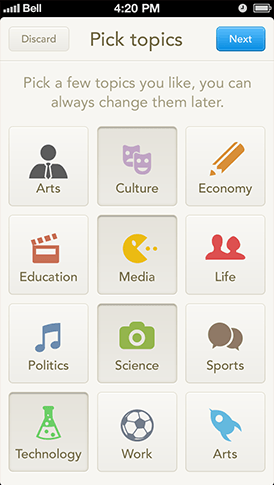 Bell 4:20 PM
Discard Pick topics Next
Pick a few topics you like, you can
always change them later.
Arts Culture Economy
Education Media Life
Politics Science Sports
Technology Work Arts